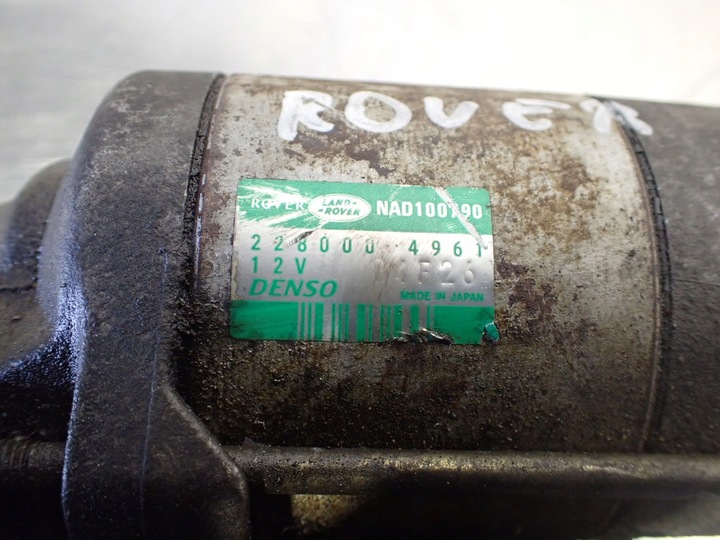 ROVER
ROVER LAND-ROVER NAD100790
228000 4961
12V
DENSO MADE IN JAPAN